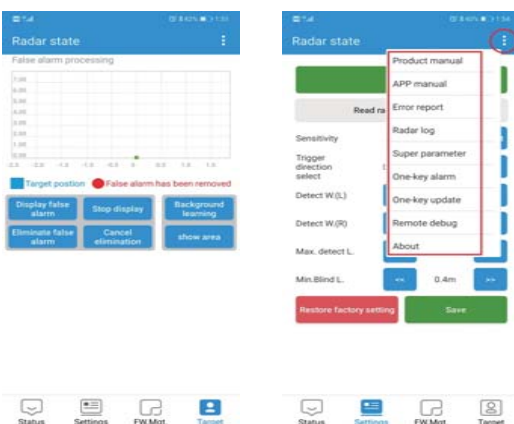 Radar state
False alarm processing
Target postion
False alarm has been removed
Display false
alarm
Stop display
Background
learning
Eliminate false
alarm
Cancel
elimination
show area
Status
Settings
FW.Mgt
Target
Radar state
Product manual
APP manual
Error report
Radar log
Super parameter
One-key alarm
One-key update
Remote debug
About
Read ra
Sensitivity
Trigger
direction
select
Detect W.(L)
Detect W.(R)
Max. detect L.
Min.Blind L.
<<
0.4m
>>
Restore factory setting
Save
Status
Settings
FW.Mgt
Target